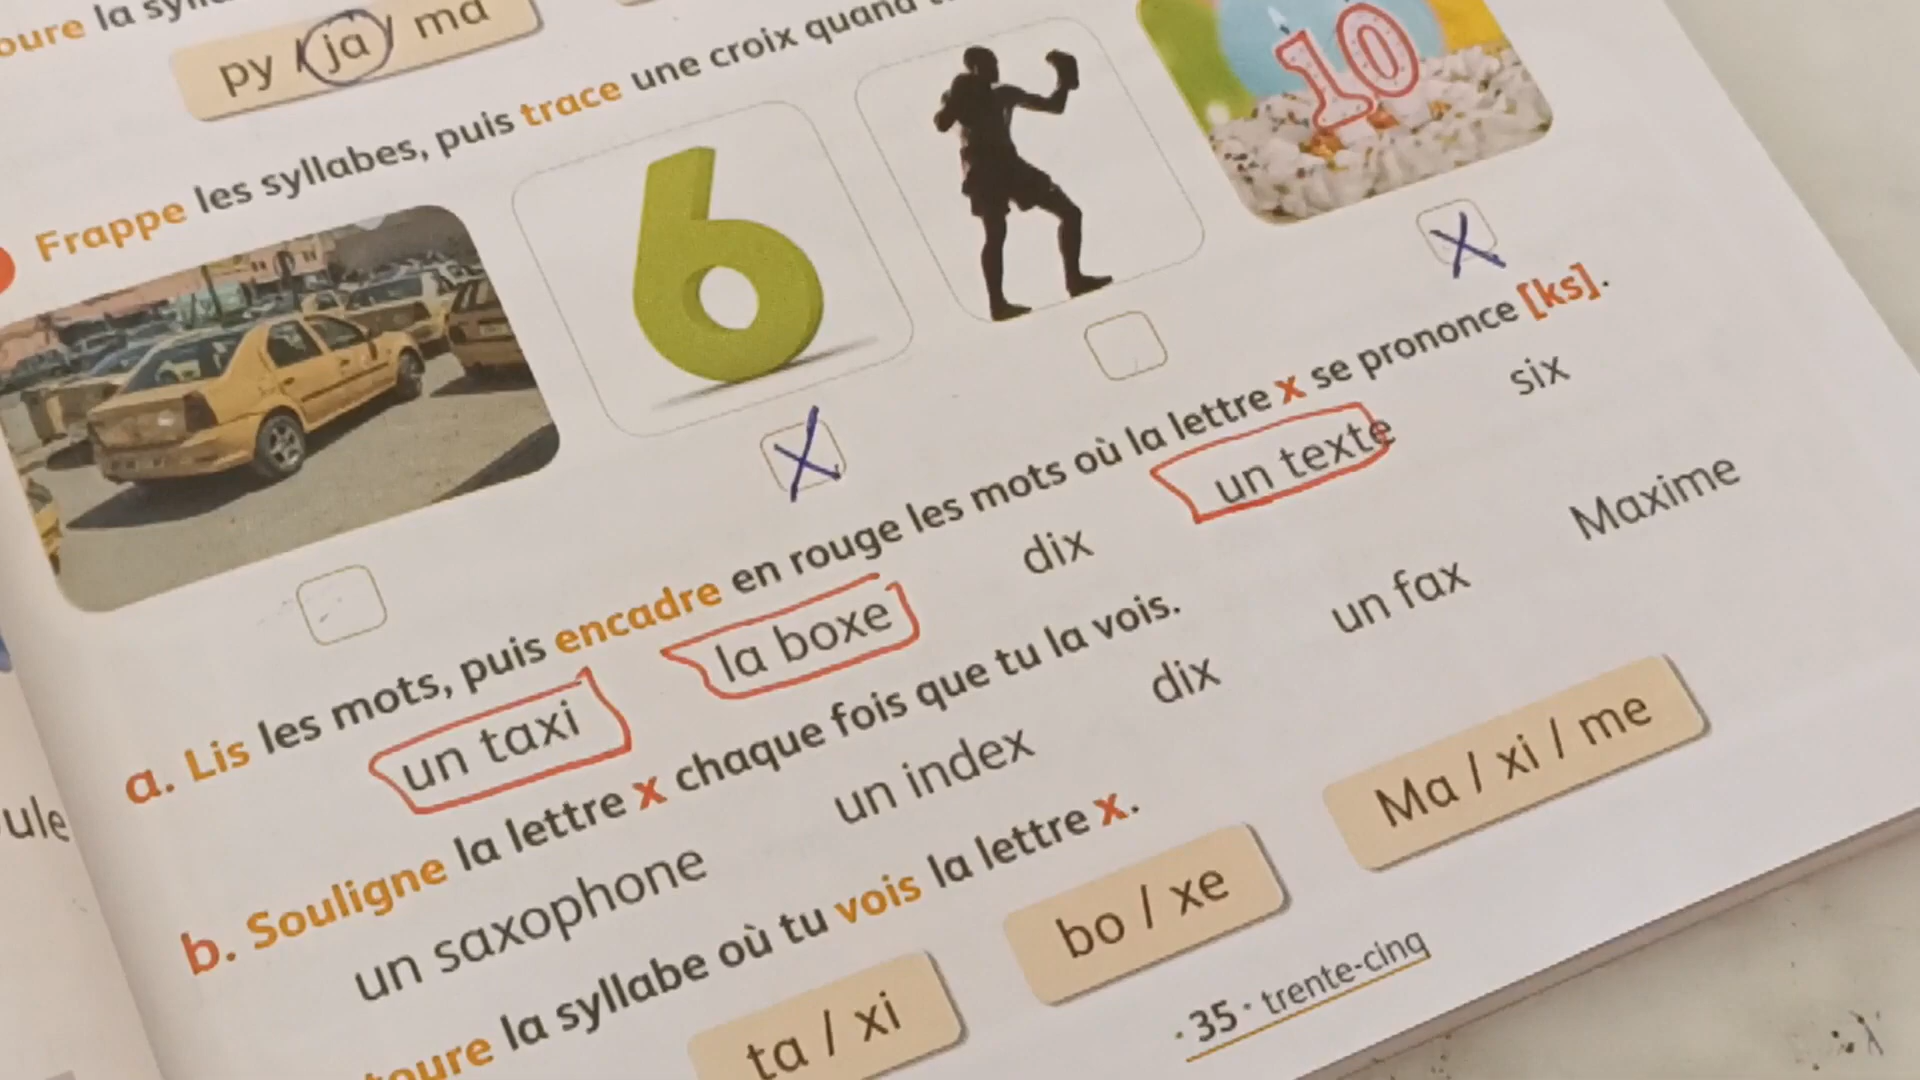 la
py / ja / ma
Frappe les syllabes, puis trace une croix quand
10
6
a. Lis les mots, puis encadre en rouge les mots où la lettre x se prononce [ks].
un taxi la boxe dix un texte six
b. Souligne la lettre x chaque fois que tu la vois.
un saxophone un index dix un fax Maxime
la syllabe où tu vois la lettre x.
ta / xi bo / xe Ma / xi / me
· 35 · trente-cinq